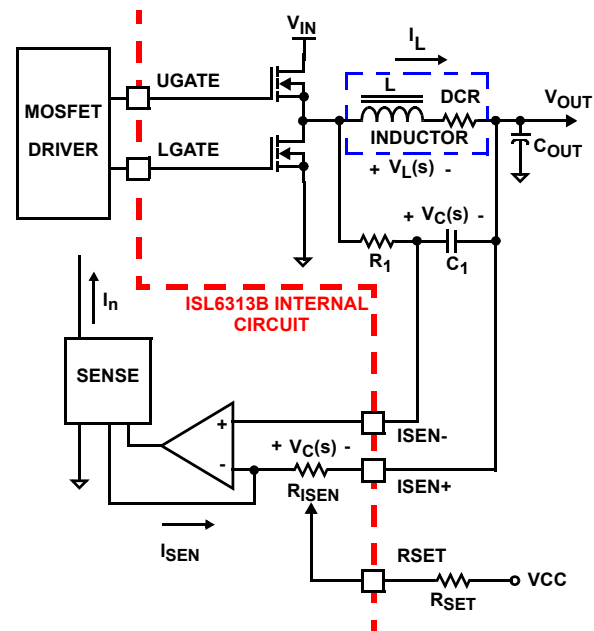 V_IN
I_L
MOSFET
DRIVER
UGATE
LGATE
L
DCR
INDUCTOR
V_OUT
C_OUT
+ V_L(s) -
+ V_C(s) -
R_1
C_1
ISL6313B INTERNAL
CIRCUIT
I_n
SENSE
+
-
ISEN-
+ V_C(s) -
R_ISEN
ISEN+
I_SEN
RSET
R_SET
VCC